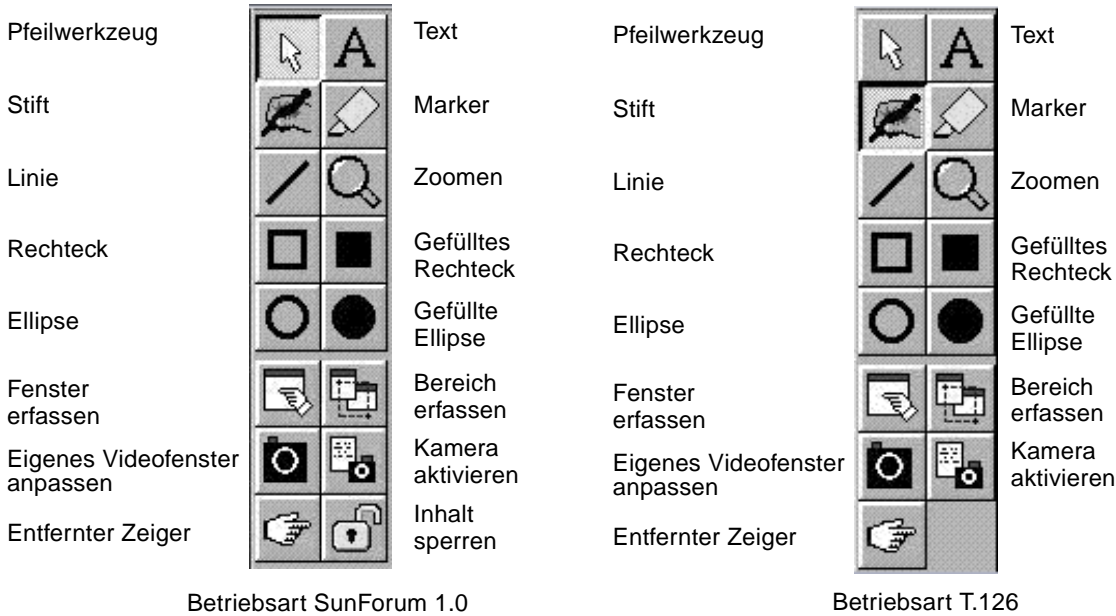 Pfeilwerkzeug
A
Text
Stift
Marker
Linie
Zoomen
Rechteck
Gefülltes
Rechteck
Ellipse
Gefüllte
Ellipse
Fenster
erfassen
Bereich
erfassen
Eigenes Videofenster
anpassen
Kamera
aktivieren
Entfernter Zeiger
Inhalt
sperren
Betriebsart SunForum 1.0
Pfeilwerkzeug
A
Text
Stift
Marker
Linie
Zoomen
Rechteck
Gefülltes
Rechteck
Ellipse
Gefüllte
Ellipse
Fenster
erfassen
Bereich
erfassen
Eigenes Videofenster
anpassen
Kamera
aktivieren
Entfernter Zeiger
Betriebsart T.126